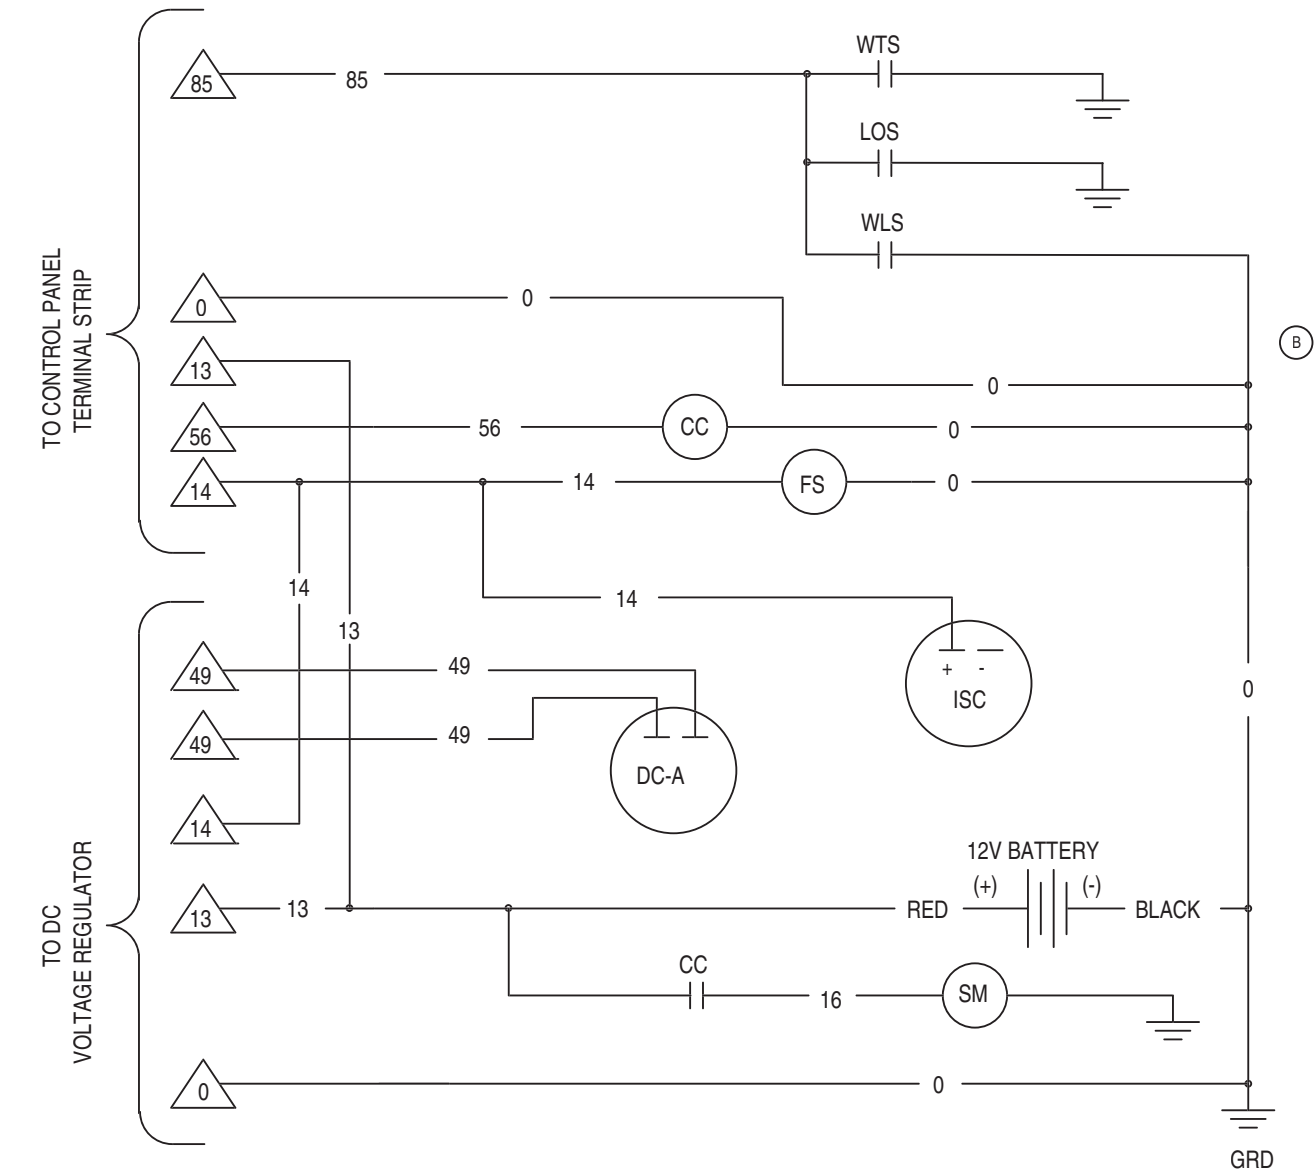 WTS
85
85
LOS
WLS
TO CONTROL PANEL
TERMINAL STRIP
0
0
B
13
0
56
56
CC
0
14
14
FS
0
14
14
13
49
49
+ -
ISC
0
49
49
DC-A
14
12V BATTERY
(+) (-)
TO DC
VOLTAGE REGULATOR
13
13
RED
BLACK
CC
16
SM
0
0
GRD